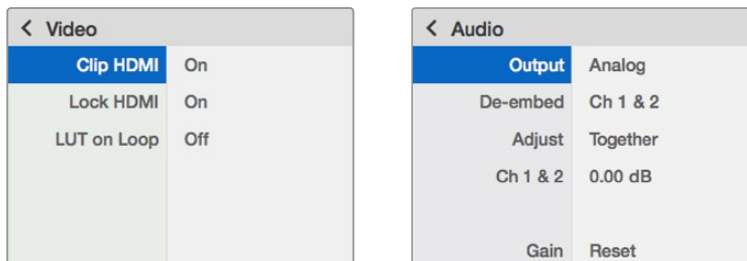 < Video
Clip HDMI On
Lock HDMI On
LUT on Loop Off
< Audio
Output Analog
De-embed Ch 1 & 2
Adjust Together
Ch 1 & 2 0.00 dB
Gain Reset